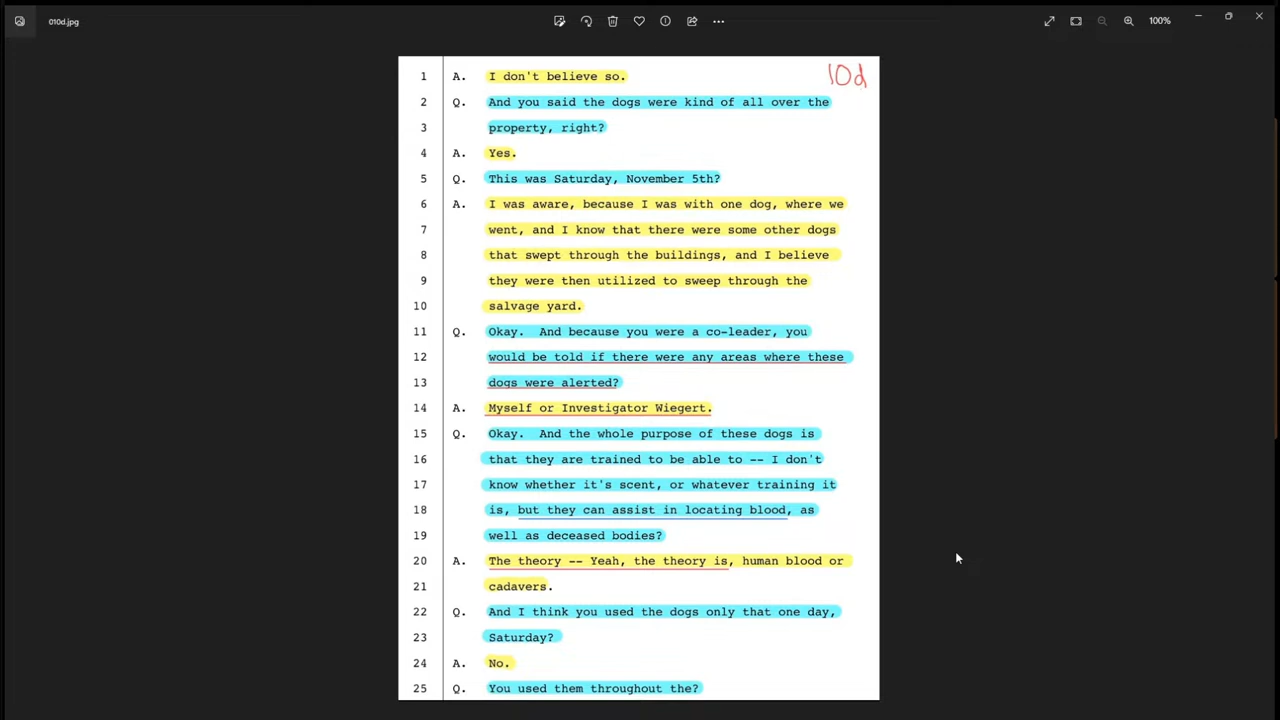 010d.jpg
100%
10d
1 A. I don't believe so.
2 Q. And you said the dogs were kind of all over the
3 property, right?
4 A. Yes.
5 Q. This was Saturday, November 5th?
6 A. I was aware, because I was with one dog, where we
7 went, and I know that there were some other dogs
8 that swept through the buildings, and I believe
9 they were then utilized to sweep through the
10 salvage yard.
11 Q. Okay. And because you were a co-leader, you
12 would be told if there were any areas where these
13 dogs were alerted?
14 A. Myself or Investigator Wiegert.
15 Q. Okay. And the whole purpose of these dogs is
16 that they are trained to be able to -- I don't
17 know whether it's scent, or whatever training it
18 is, but they can assist in locating blood, as
19 well as deceased bodies?
20 A. The theory -- Yeah, the theory is, human blood or
21 cadavers.
22 Q. And I think you used the dogs only that one day,
23 Saturday?
24 A. No.
25 Q. You used them throughout the?